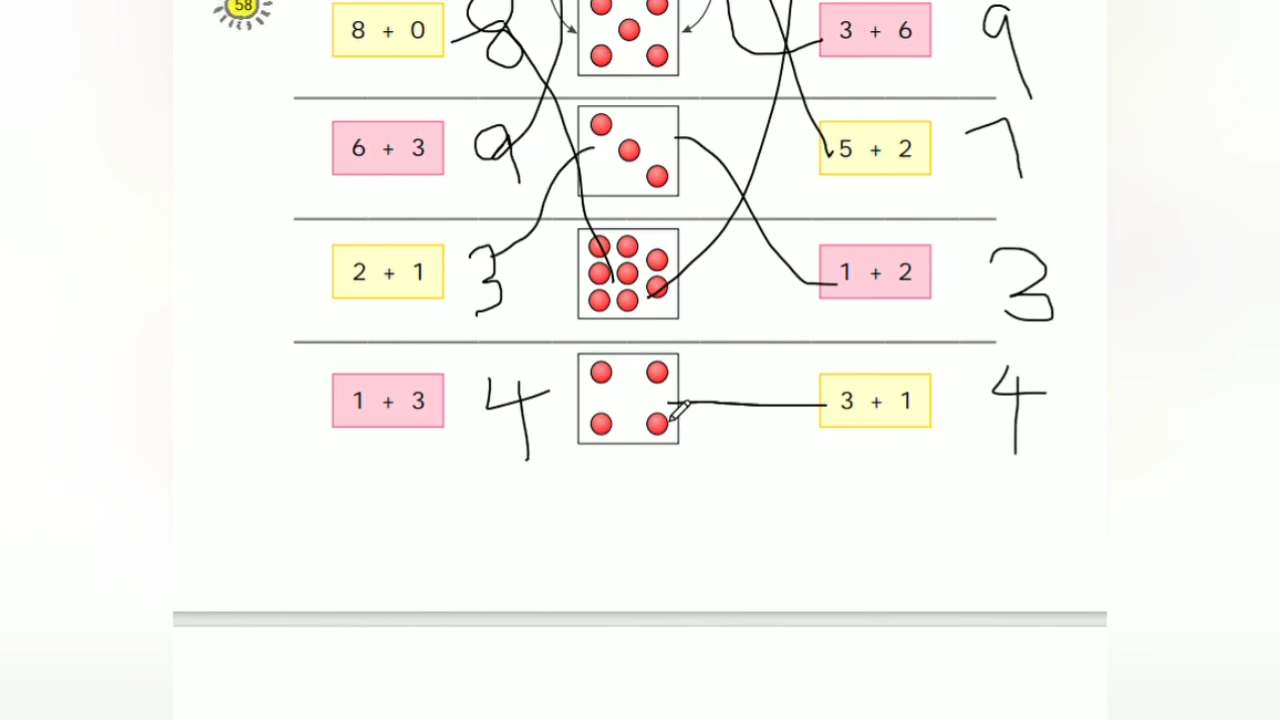 58
8 + 0 8 3 + 6 9
6 + 3 9 5 + 2 7
2 + 1 3 1 + 2 3
1 + 3 4 3 + 1 4